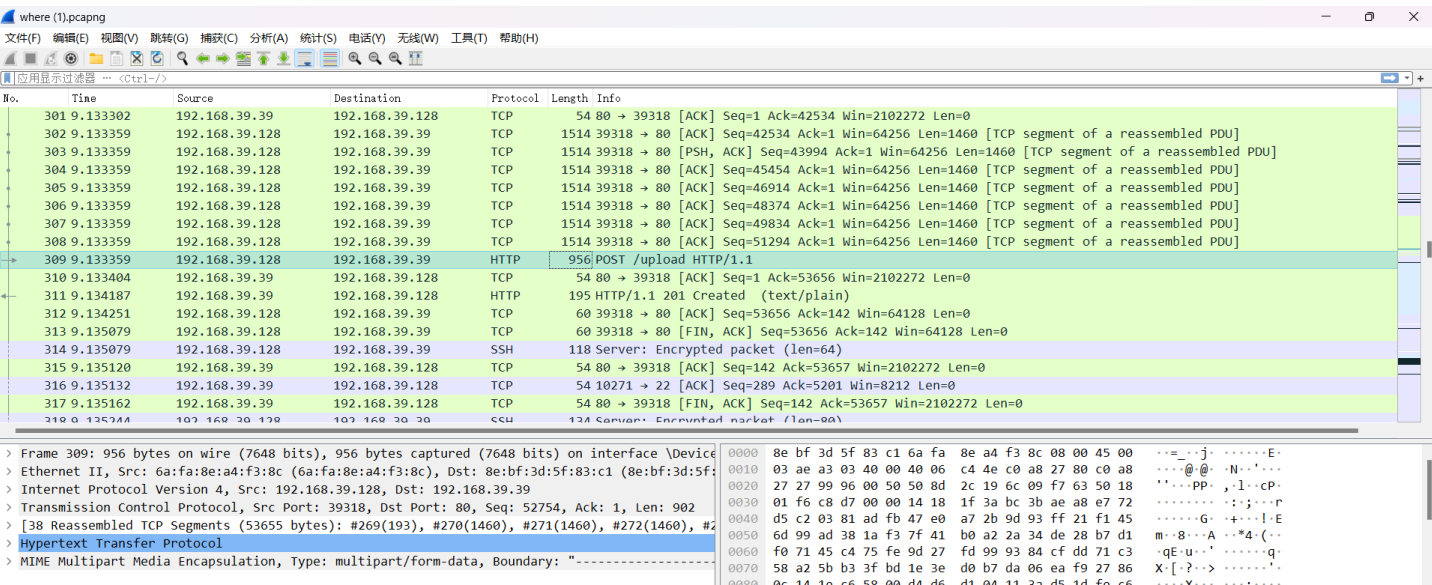 where (1).pcapng
文件(F) 编辑(E) 视图(V) 跳转(G) 捕获(C) 分析(A) 统计(S) 电话(Y) 无线(W) 工具(T) 帮助(H)
应用显示过滤器 … <Ctrl-/>
No. Time Source Destination Protocol Length Info
301 9.133302 192.168.39.39 192.168.39.128 TCP 54 80 → 39318 [ACK] Seq=1 Ack=42534 Win=2102272 Len=0
302 9.133359 192.168.39.128 192.168.39.39 TCP 1514 39318 → 80 [ACK] Seq=42534 Ack=1 Win=64256 Len=1460 [TCP segment of a reassembled PDU]
303 9.133359 192.168.39.128 192.168.39.39 TCP 1514 39318 → 80 [PSH, ACK] Seq=43994 Ack=1 Win=64256 Len=1460 [TCP segment of a reassembled PDU]
304 9.133359 192.168.39.128 192.168.39.39 TCP 1514 39318 → 80 [ACK] Seq=45454 Ack=1 Win=64256 Len=1460 [TCP segment of a reassembled PDU]
305 9.133359 192.168.39.128 192.168.39.39 TCP 1514 39318 → 80 [ACK] Seq=46914 Ack=1 Win=64256 Len=1460 [TCP segment of a reassembled PDU]
306 9.133359 192.168.39.128 192.168.39.39 TCP 1514 39318 → 80 [ACK] Seq=48374 Ack=1 Win=64256 Len=1460 [TCP segment of a reassembled PDU]
307 9.133359 192.168.39.128 192.168.39.39 TCP 1514 39318 → 80 [ACK] Seq=49834 Ack=1 Win=64256 Len=1460 [TCP segment of a reassembled PDU]
308 9.133359 192.168.39.128 192.168.39.39 TCP 1514 39318 → 80 [ACK] Seq=51294 Ack=1 Win=64256 Len=1460 [TCP segment of a reassembled PDU]
309 9.133359 192.168.39.128 192.168.39.39 HTTP 956 POST /upload HTTP/1.1
310 9.133404 192.168.39.39 192.168.39.128 TCP 54 80 → 39318 [ACK] Seq=1 Ack=53656 Win=2102272 Len=0
311 9.134187 192.168.39.39 192.168.39.128 HTTP 195 HTTP/1.1 201 Created (text/plain)
312 9.134251 192.168.39.128 192.168.39.39 TCP 60 39318 → 80 [ACK] Seq=53656 Ack=142 Win=64128 Len=0
313 9.135079 192.168.39.128 192.168.39.39 TCP 60 39318 → 80 [FIN, ACK] Seq=53656 Ack=142 Win=64128 Len=0
314 9.135079 192.168.39.128 192.168.39.39 SSH 118 Server: Encrypted packet (len=64)
315 9.135120 192.168.39.39 192.168.39.128 TCP 54 80 → 39318 [ACK] Seq=142 Ack=53657 Win=2102272 Len=0
316 9.135132 192.168.39.39 192.168.39.128 TCP 54 10271 → 22 [ACK] Seq=289 Ack=5201 Win=8212 Len=0
317 9.135162 192.168.39.39 192.168.39.128 TCP 54 80 → 39318 [FIN, ACK] Seq=142 Ack=53657 Win=2102272 Len=0
318 9.135244 192.168.39.128 192.168.39.39 SSH 134 Server: Encrypted packet (len=80)
> Frame 309: 956 bytes on wire (7648 bits), 956 bytes captured (7648 bits) on interface \Device
> Ethernet II, Src: 6a:fa:8e:a4:f3:8c (6a:fa:8e:a4:f3:8c), Dst: 8e:bf:3d:5f:83:c1 (8e:bf:3d:5f:
> Internet Protocol Version 4, Src: 192.168.39.128, Dst: 192.168.39.39
> Transmission Control Protocol, Src Port: 39318, Dst Port: 80, Seq: 52754, Ack: 1, Len: 902
> [38 Reassembled TCP Segments (53655 bytes): #269(193), #270(1460), #271(1460), #272(1460), #2
> Hypertext Transfer Protocol
> MIME Multipart Media Encapsulation, Type: multipart/form-data, Boundary: "-------------------
0000 8e bf 3d 5f 83 c1 6a fa 8e a4 f3 8c 08 00 45 00 ··=_··j· ······E·
0010 03 ae a3 03 40 00 40 06 c4 4e c0 a8 27 80 c0 a8 ····@·@· ·N··'···
0020 27 27 99 96 00 50 50 8d 2c 19 6c 09 f7 63 50 18 ''···PP· ,·l··cP·
0030 01 f6 c8 d7 00 00 14 18 1f 3a bc 3b ae a8 e7 72 ········ ·:·;···r
0040 d5 c2 03 81 ad fb 47 e0 a7 2b 9d 93 ff 21 f1 45 ······G· ·+···!·E
0050 6d 99 ad 38 1a f3 7f 41 b0 a2 2a 34 de 28 b7 d1 m··8···A ··*4·(··
0060 f0 71 45 c4 75 fe 9d 27 fd 99 93 84 cf dd 71 c3 ·qE·u··' ······q·
0070 58 a2 5b b3 3f bd 1e 3e d0 b7 da 06 ea f9 27 86 X·[·?··> ······'·